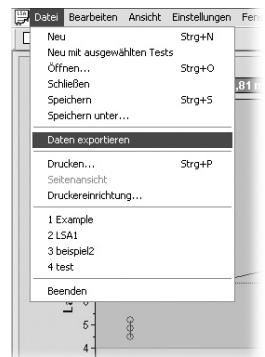 Datei Bearbeiten Ansicht Einstellungen
Neu Strg+N
Neu mit ausgewählten Tests
Öffnen... Strg+O
Schließen
Speichern Strg+S
Speichern unter...
Daten exportieren
Drucken... Strg+P
Seitenansicht
Druckereinrichtung...
1 Example
2 LSA1
3 beispiel2
4 test
Beenden
,81
5
4